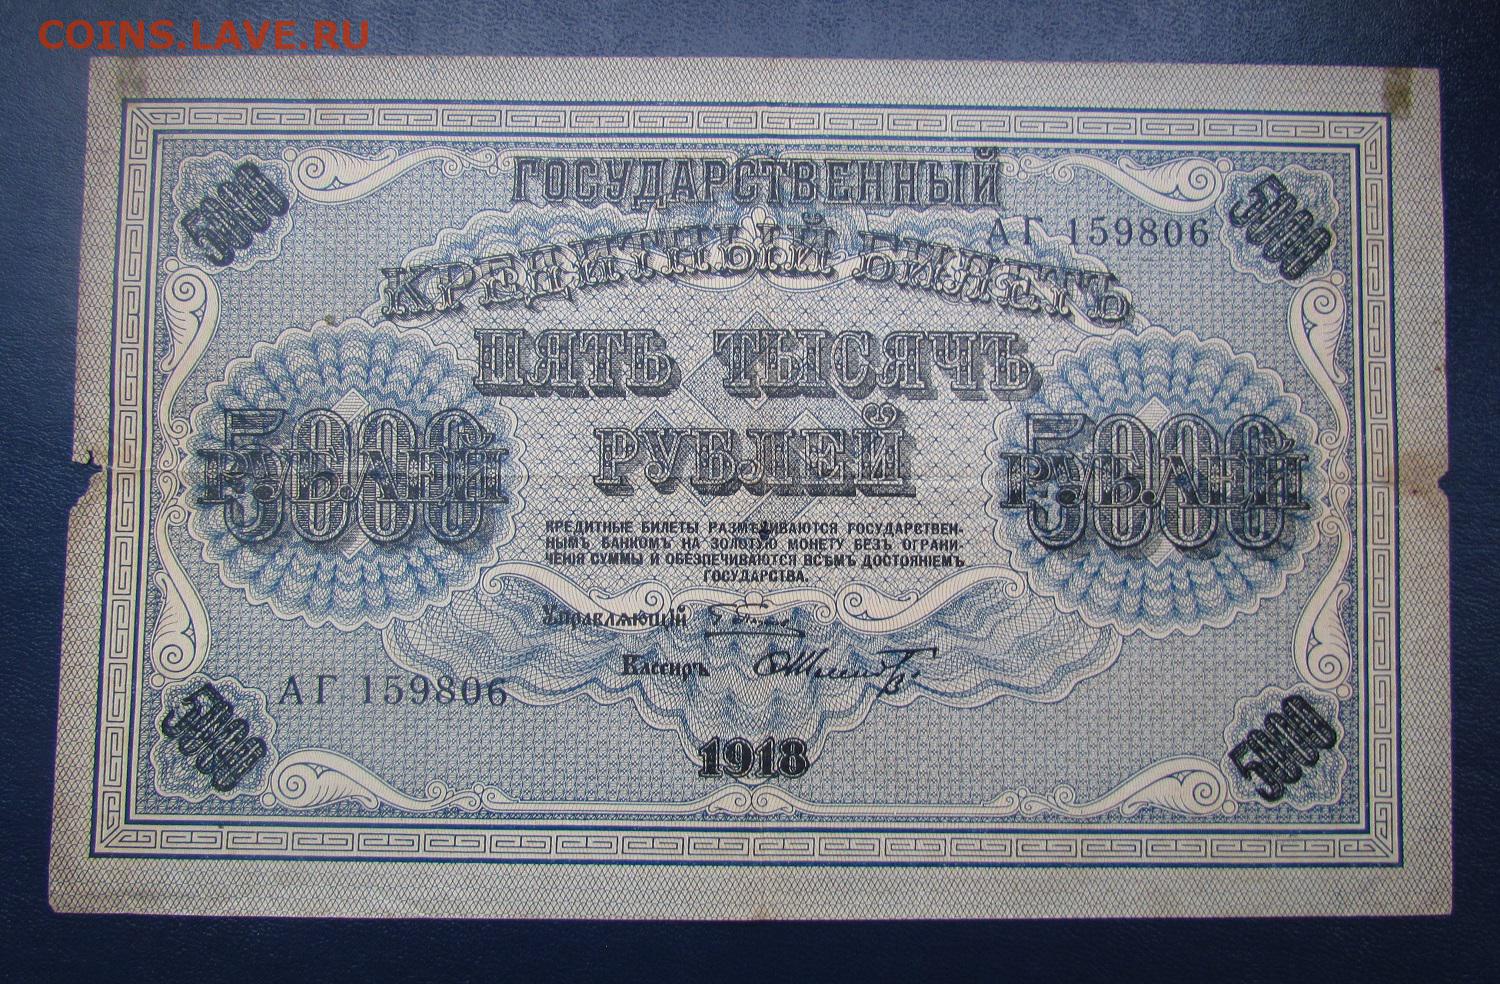 COINS.LAVE.RU
5000
ГОСУДАРСТВЕННЫЙ
5000
АГ 159806
КРЕДИТНЫЙ БИЛЕТЪ
ПЯТЬ ТЫСЯЧЪ
РУБЛЕЙ
5000
РУБЛЕЙ
5000
РУБЛЕЙ
КРЕДИТНЫЕ БИЛЕТЫ РАЗМѢНИВАЮТСЯ ГОСУДАРСТВЕН-
НЫМЪ БАНКОМЪ НА ЗОЛОТУЮ МОНЕТУ БЕЗЪ ОГРАНИ-
ЧЕНІЯ СУММЫ И ОБЕЗПЕЧИВАЮТСЯ ВСѢМЪ ДОСТОЯНІЕМЪ
ГОСУДАРСТВА.
Управляющій
Кассиръ
АГ 159806
5000
1918
5000